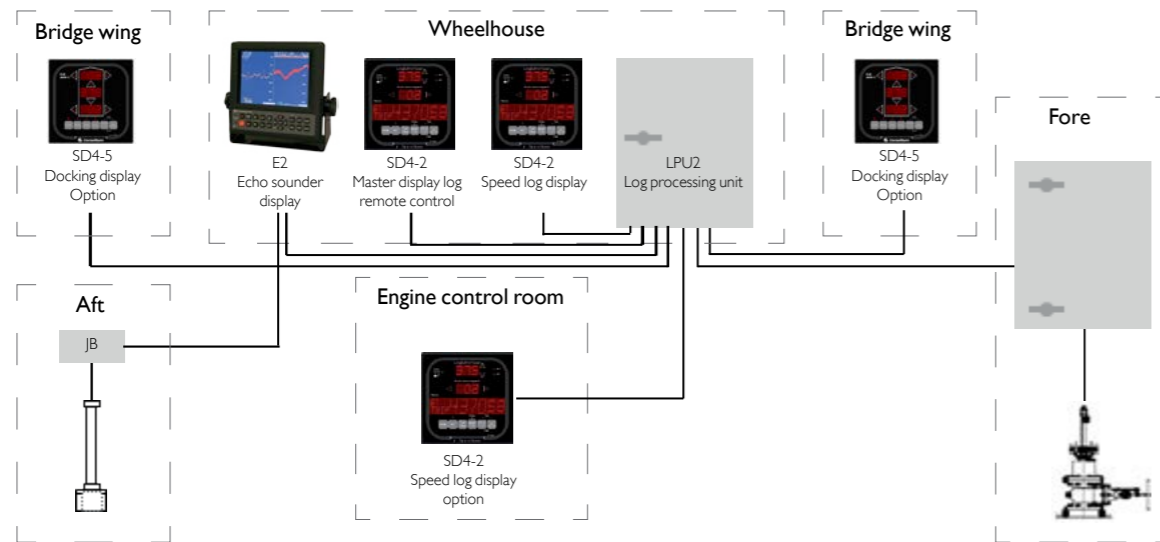 Bridge wing
SD4-5
Docking display
Option
Wheelhouse
E2
Echo sounder
display
SD4-2
Master display log
remote control
SD4-2
Speed log display
LPU2
Log processing unit
Bridge wing
SD4-5
Docking display
Option
Fore
Aft
JB
Engine control room
SD4-2
Speed log display
option